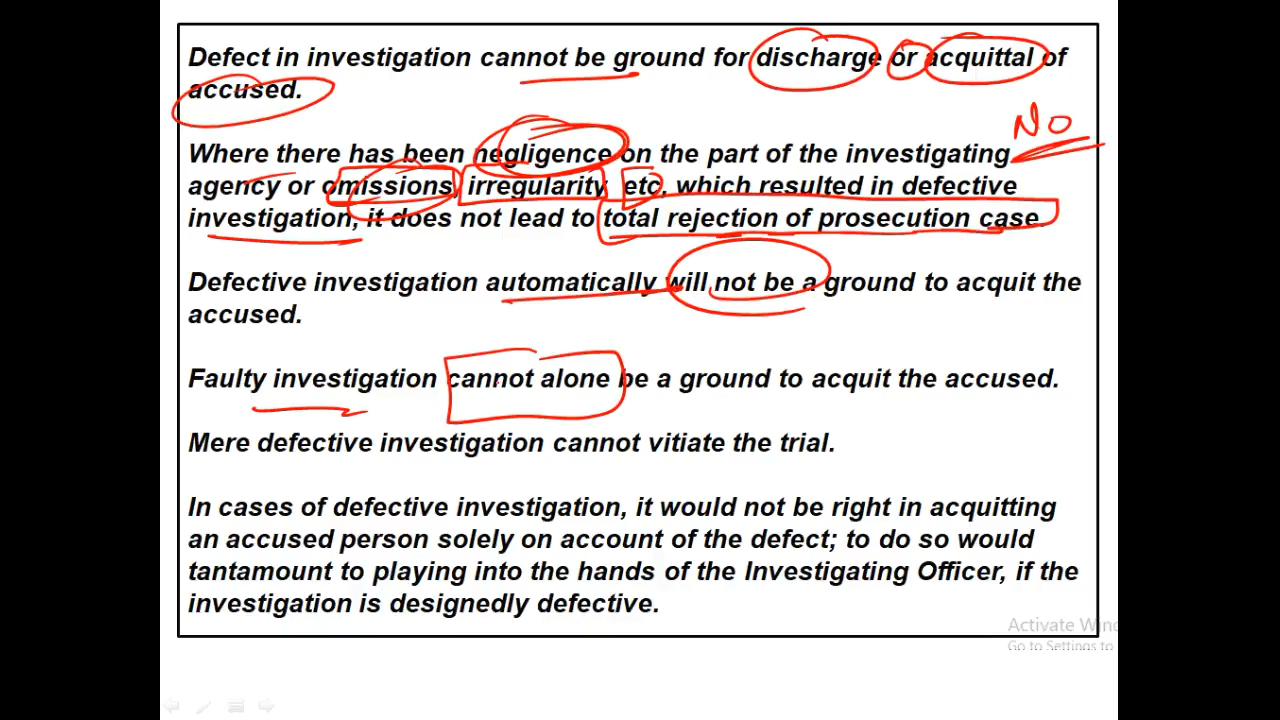 Defect in investigation cannot be ground for discharge or acquittal of
accused.
No
Where there has been negligence on the part of the investigating
agency or omissions, irregularity etc, which resulted in defective
investigation, it does not lead to total rejection of prosecution case.
Defective investigation automatically will not be a ground to acquit the
accused.
Faulty investigation cannot alone be a ground to acquit the accused.
Mere defective investigation cannot vitiate the trial.
In cases of defective investigation, it would not be right in acquitting
an accused person solely on account of the defect; to do so would
tantamount to playing into the hands of the Investigating Officer, if the
investigation is designedly defective.
Activate Wind
Go to Settings to